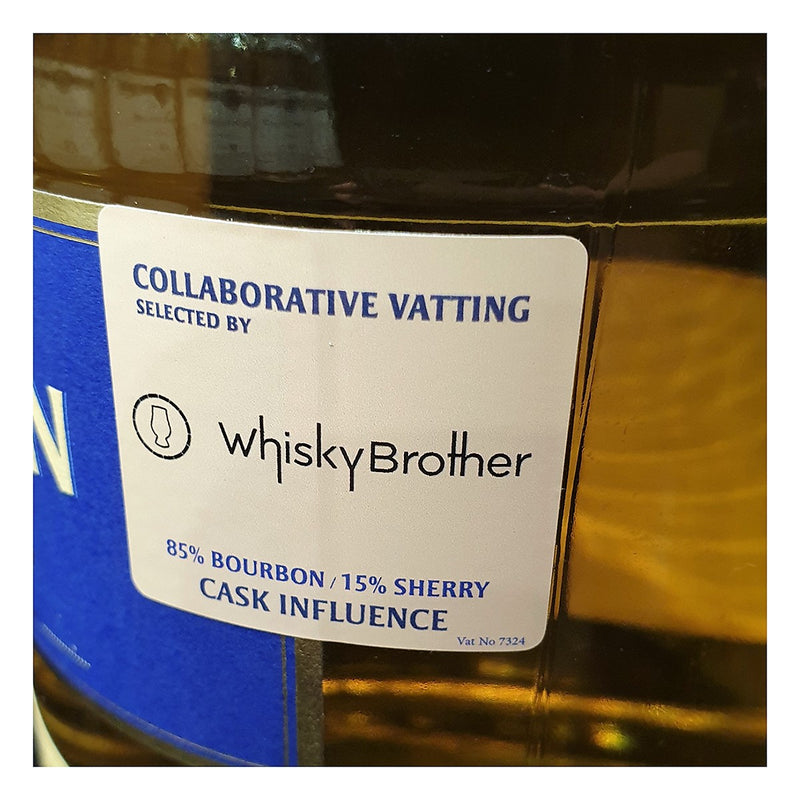 COLLABORATIVE VATTING
SELECTED BY
whiskyBrother
85% BOURBON / 15% SHERRY
CASK INFLUENCE
Vat No 7324
N